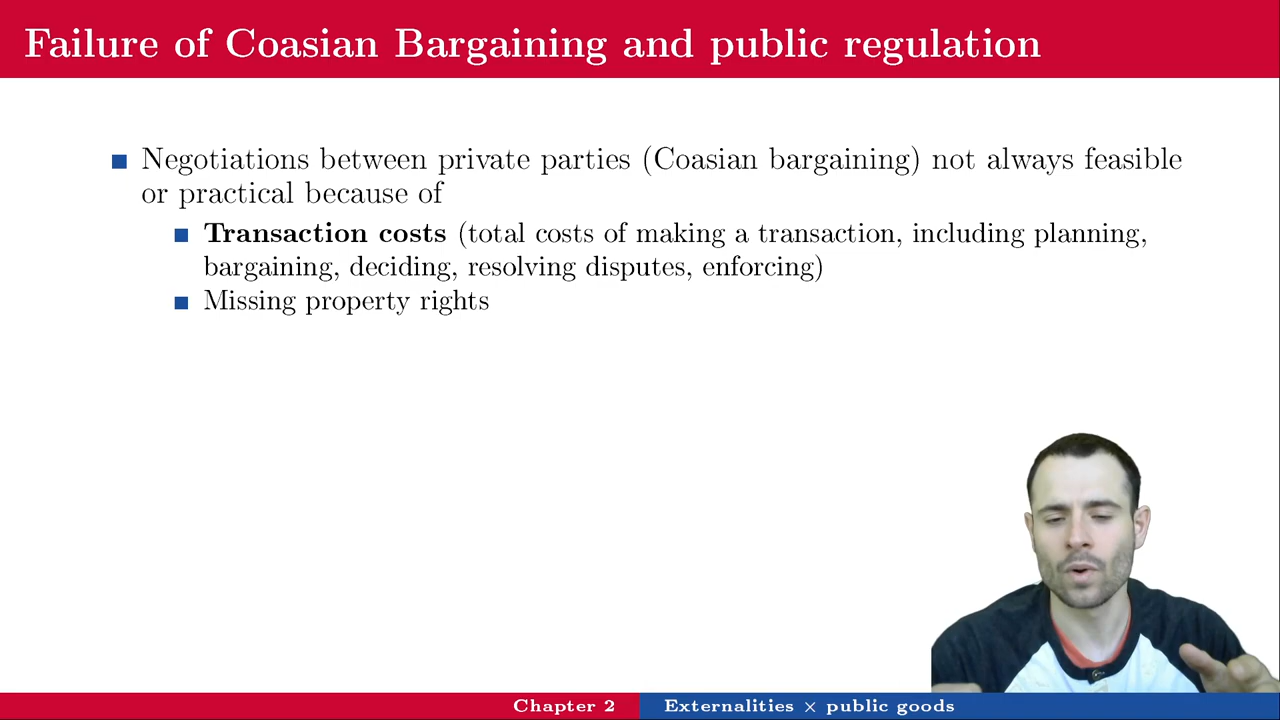 Failure of Coasian Bargaining and public regulation
Negotiations between private parties (Coasian bargaining) not always feasible
or practical because of
Transaction costs (total costs of making a transaction, including planning,
bargaining, deciding, resolving disputes, enforcing)
Missing property rights
Chapter 2
Externalities × public goods